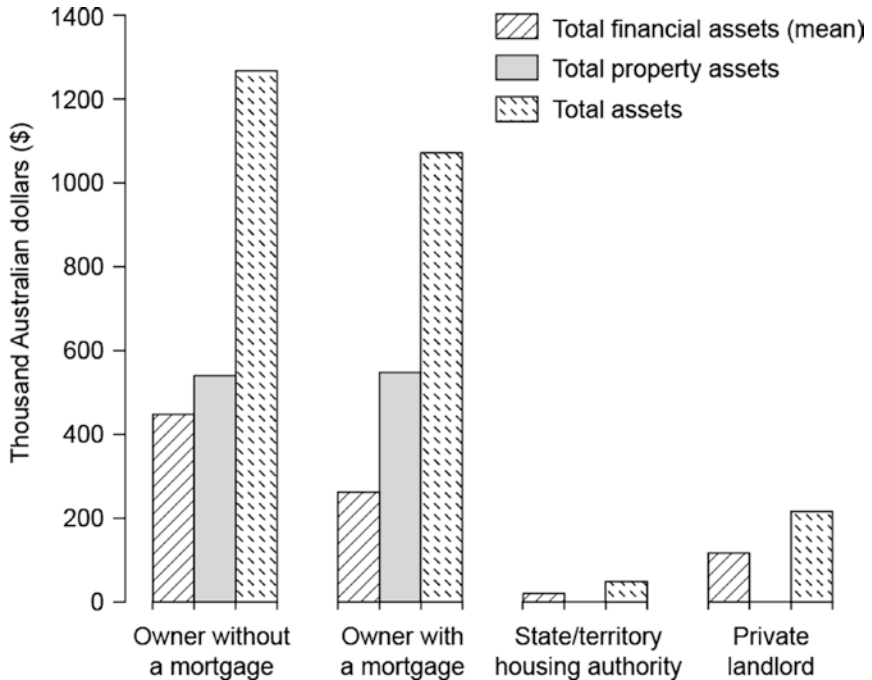 1400
1200
1000
800
600
400
200
0
Thousand Australian dollars ($)
Total financial assets (mean)
Total property assets
Total assets
Owner without
a mortgage
Owner with
a mortgage
State/territory
housing authority
Private
landlord